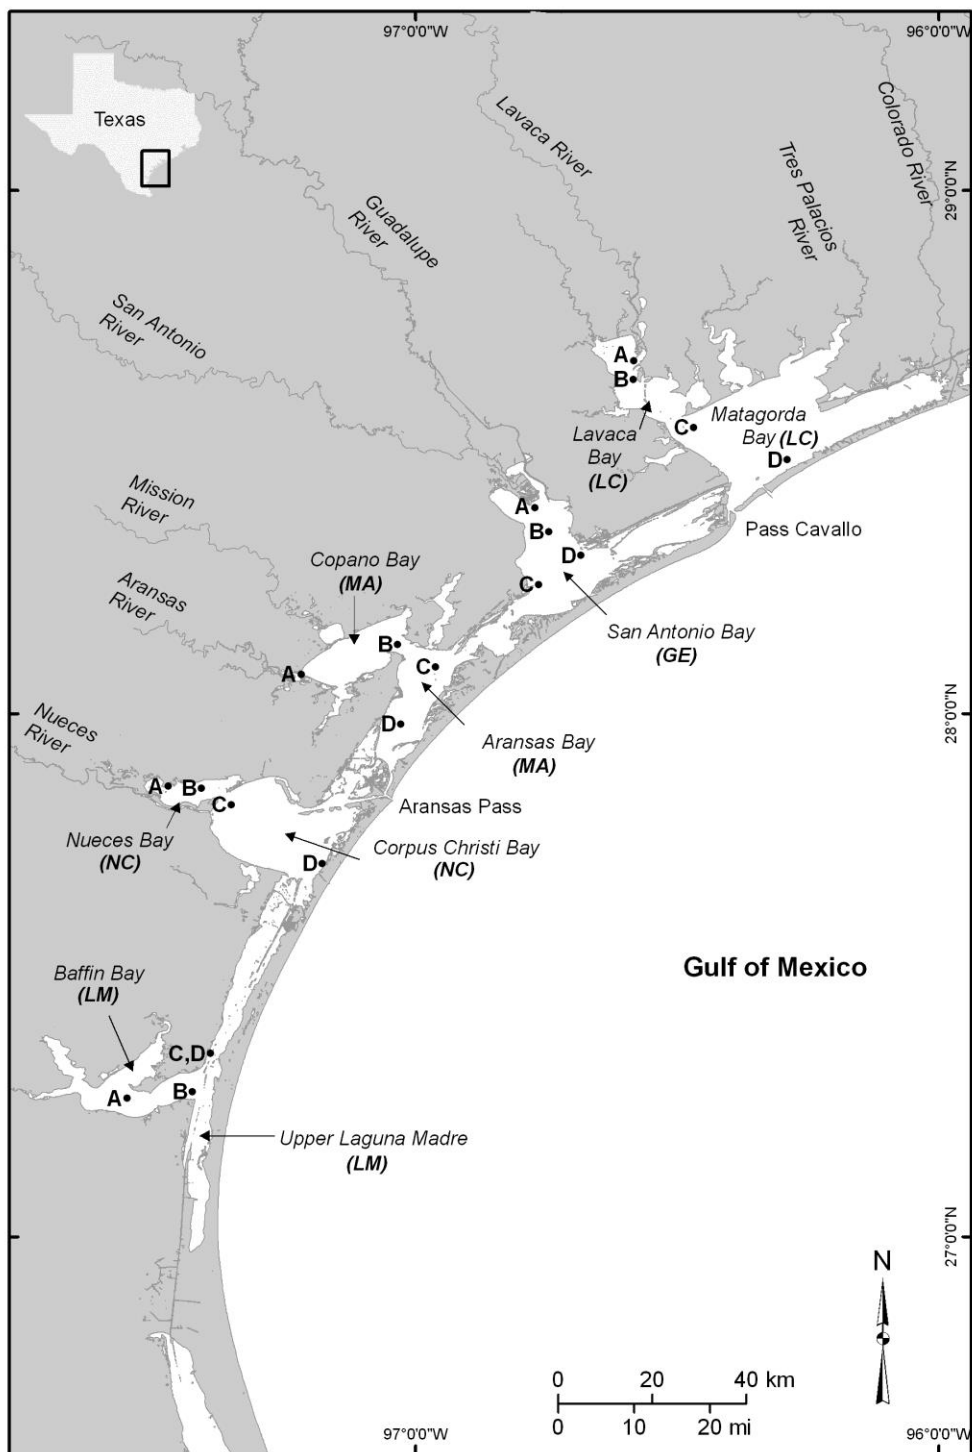 97°0'0"W
96°0'0"W
Texas
Lavaca River
Colorado River
Tres Palacios
River
29°0'0"N
Guadalupe
River
San Antonio
River
A
B
Matagorda
Bay (LC)
C
Lavaca
Bay
(LC)
D
Mission
River
A
Pass Cavallo
B
Copano Bay
(MA)
D
Aransas
River
C
San Antonio Bay
(GE)
B
C
A
Nueces
River
D
28°0'0"N
Aransas Bay
(MA)
A
B
C
Aransas Pass
Nueces Bay
(NC)
Corpus Christi Bay
(NC)
D
Baffin Bay
(LM)
Gulf of Mexico
C,D
A
B
Upper Laguna Madre
(LM)
27°0'0"N
N
0 20 40 km
0 10 20 mi
97°0'0"W
96°0'0"W